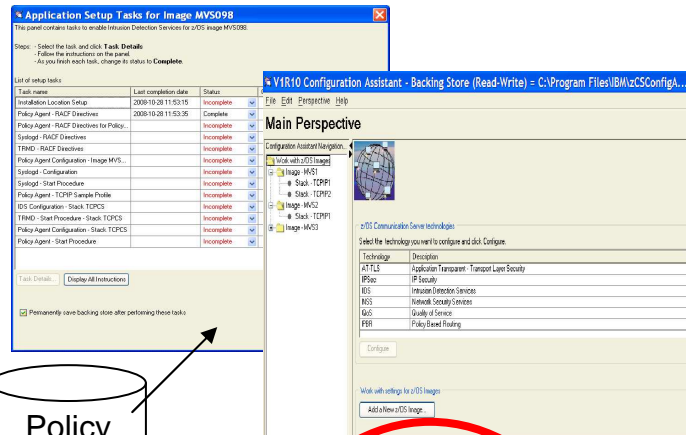 Application Setup Tasks for Image MVS098
This panel contains tasks to enable Intrusion Detection Services for z/OS image MVS098.
Steps: - Select the task and click Task Details
- Follow the instructions on the panel.
- As you finish each task, change its status to Complete.
List of setup tasks
Task name Last completion date Status
Installation Location Setup 2008-10-28 11:53:15 Incomplete
Policy Agent - RACF Directives 2008-10-28 11:53:35 Complete
Policy Agent - RACF Directives for Policy... Incomplete
Syslogd - RACF Directives Incomplete
TRMD - RACF Directives Incomplete
Policy Agent Configuration - Image MVS... Incomplete
Syslogd - Configuration Incomplete
Syslogd - Start Procedure Incomplete
Policy Agent - TCPIP Sample Profile Incomplete
IDS Configuration - Stack TCPCS Incomplete
TRMD - Start Procedure - Stack TCPCS Incomplete
Policy Agent Configuration - Stack TCPCS Incomplete
Policy Agent - Start Procedure Incomplete
Task Details... Display All Instructions
Permanently save backing store after performing these tasks
Policy
V1R10 Configuration Assistant - Backing Store (Read-Write) = C:\Program Files\IBM\zCSConfigA...
File Edit Perspective Help
Main Perspective
Configuration Assistant Navigation...
Work with z/OS Images
Image - MVS1
Stack - TCPIP1
Stack - TCPIP2
Image - MVS2
Stack - TCPIP1
Image - MVS3
z/OS Communication Server technologies
Select the technology you want to configure and click Configure.
Technology Description
AT-TLS Application Transparent - Transport Layer Security
IPSec IP Security
IDS Intrusion Detection Services
NSS Network Security Services
QoS Quality of Service
PBR Policy Based Routing
Configure
Work with settings for z/OS Images
Add a New z/OS Image...